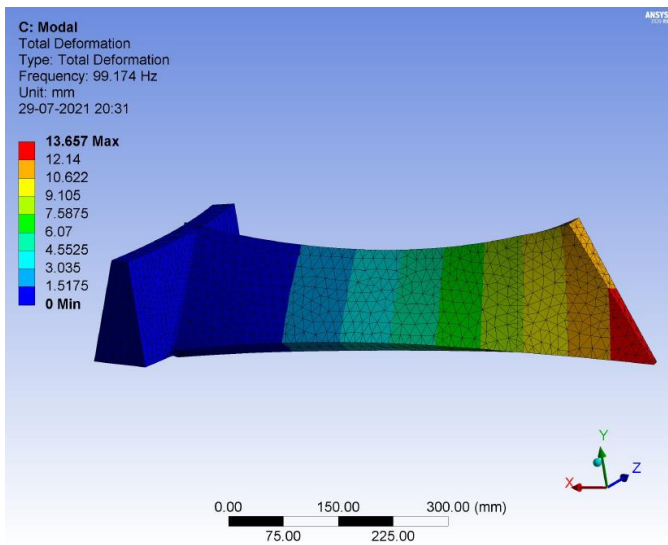 C: Modal
Total Deformation
Type: Total Deformation
Frequency: 99.174 Hz
Unit: mm
29-07-2021 20:31
13.657 Max
12.14
10.622
9.105
7.5875
6.07
4.5525
3.035
1.5175
0 Min
ANSYS
Y
Z
X
0.00 150.00 300.00 (mm)
75.00 225.00